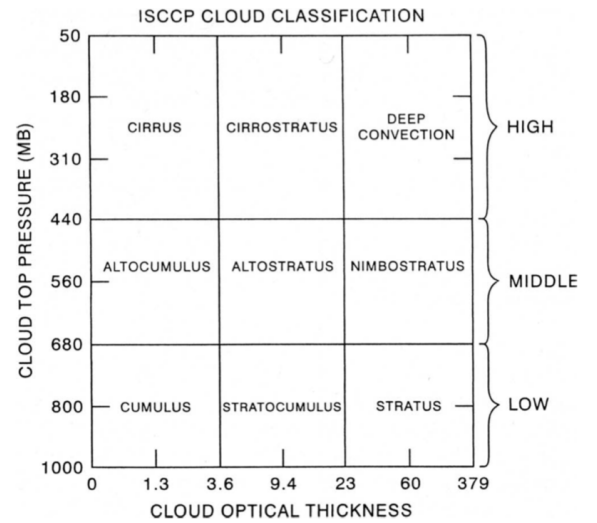 ISCCP CLOUD CLASSIFICATION
50
180
310
440
560
680
800
1000
CLOUD TOP PRESSURE (MB)
CIRRUS
CIRROSTRATUS
DEEP
CONVECTION
HIGH
ALTOCUMULUS
ALTOSTRATUS
NIMBOSTRATUS
MIDDLE
CUMULUS
STRATOCUMULUS
STRATUS
LOW
0 1.3 3.6 9.4 23 60 379
CLOUD OPTICAL THICKNESS